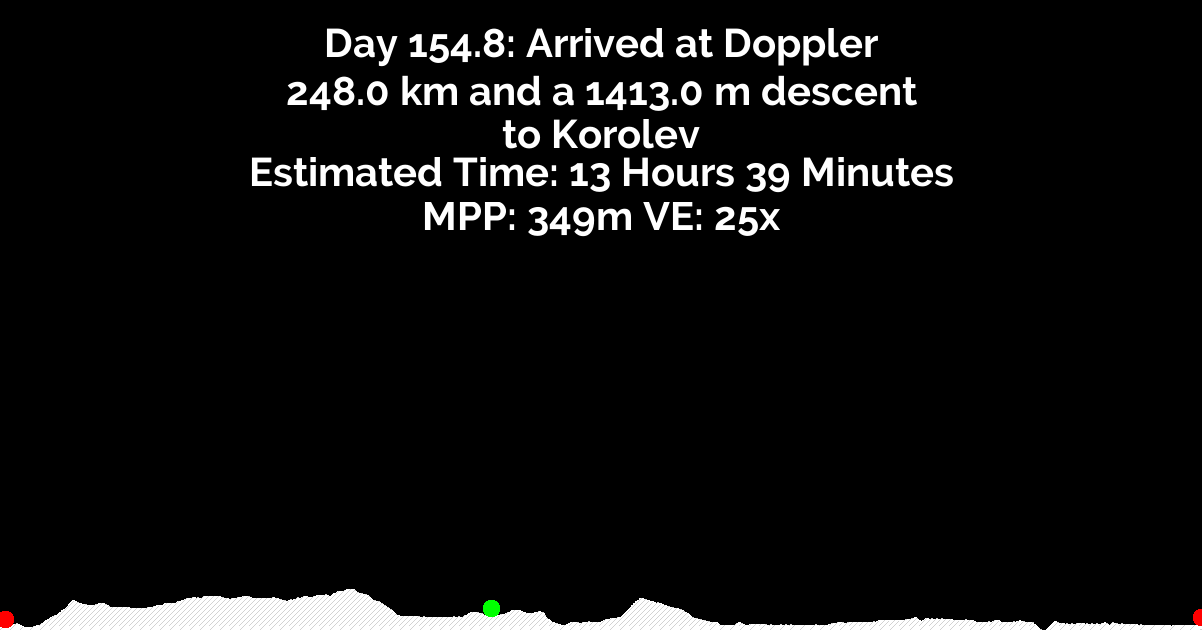 Day 154.8: Arrived at Doppler
248.0 km and a 1413.0 m descent
to Korolev
Estimated Time: 13 Hours 39 Minutes
MPP: 349m VE: 25x